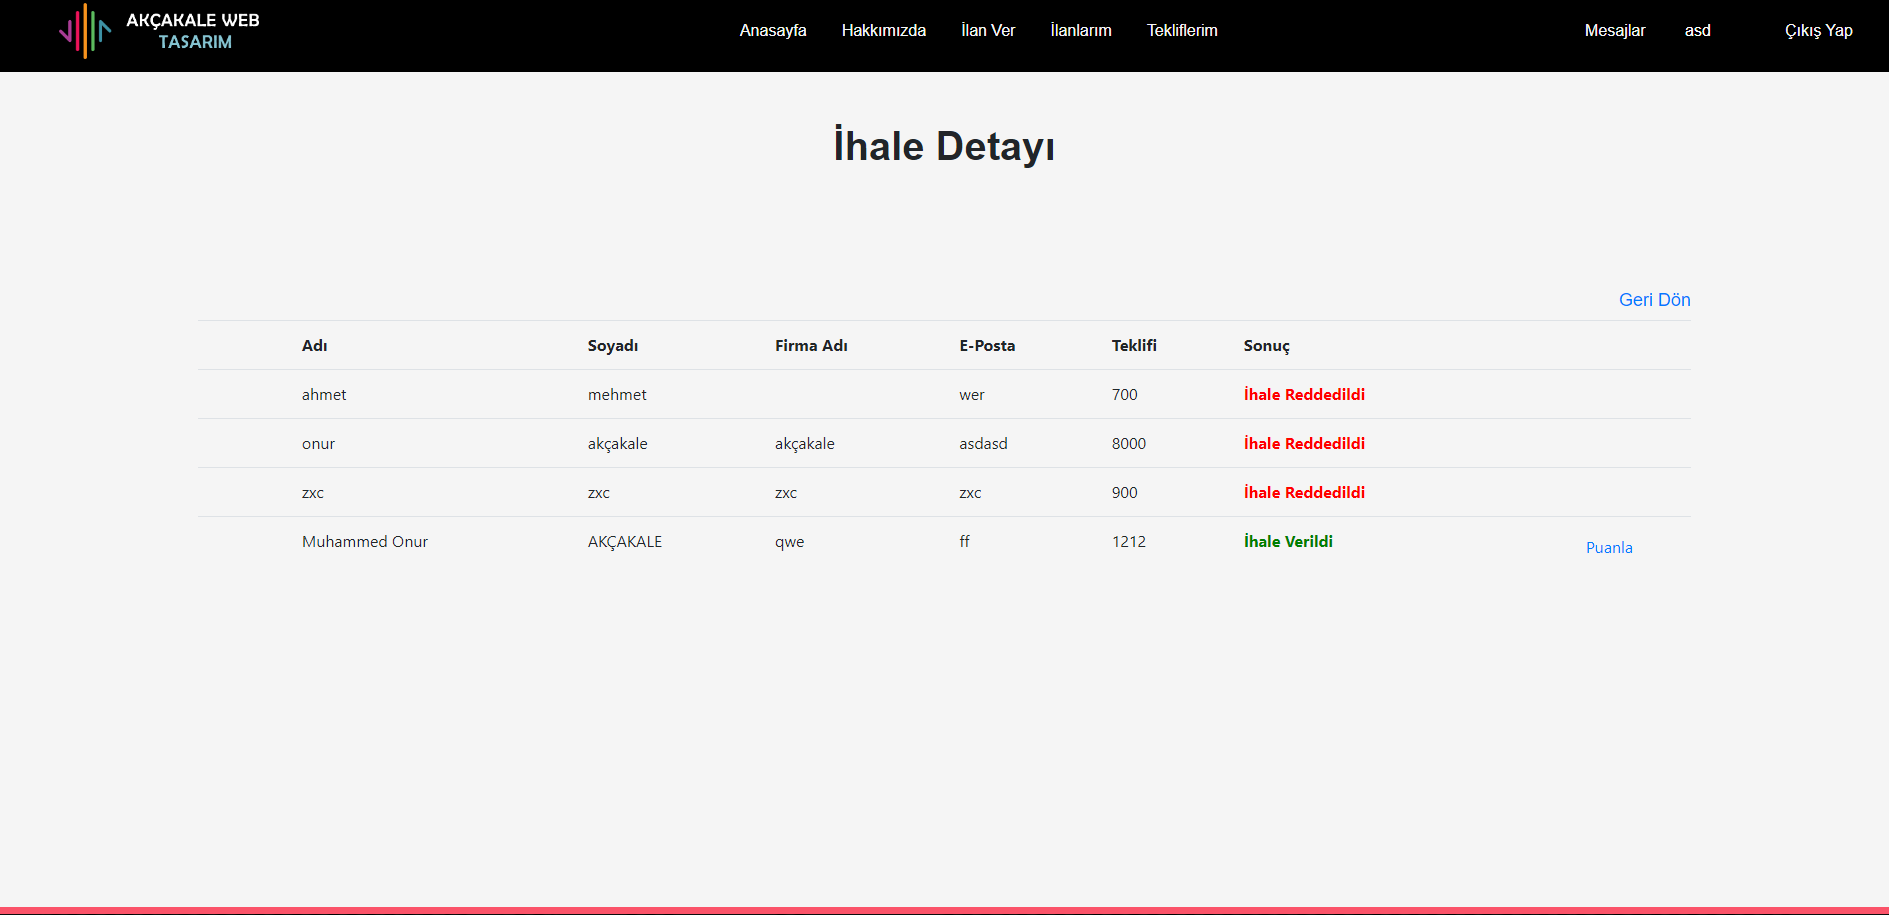 AKÇAKALE WEB
TASARIM
Anasayfa Hakkımızda İlan Ver İlanlarım Tekliflerim Mesajlar asd Çıkış Yap
İhale Detayı
Geri Dön
Adı Soyadı Firma Adı E-Posta Teklifi Sonuç
ahmet mehmet wer 700 İhale Reddedildi
onur akçakale akçakale asdasd 8000 İhale Reddedildi
zxc zxc zxc zxc 900 İhale Reddedildi
Muhammed Onur AKÇAKALE qwe ff 1212 İhale Verildi Puanla